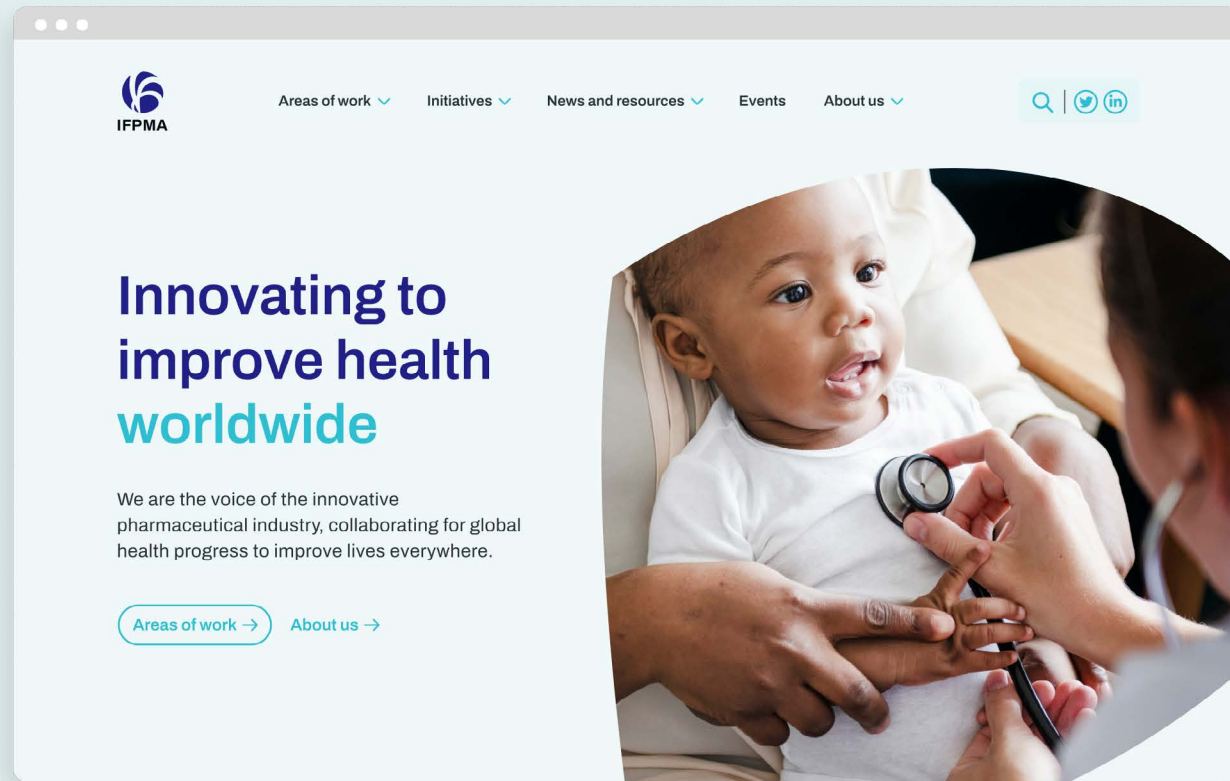 IFPMA
Areas of work
Initiatives
News and resources
Events
About us
Innovating to
improve health
worldwide
We are the voice of the innovative
pharmaceutical industry, collaborating for global
health progress to improve lives everywhere.
Areas of work →
About us →